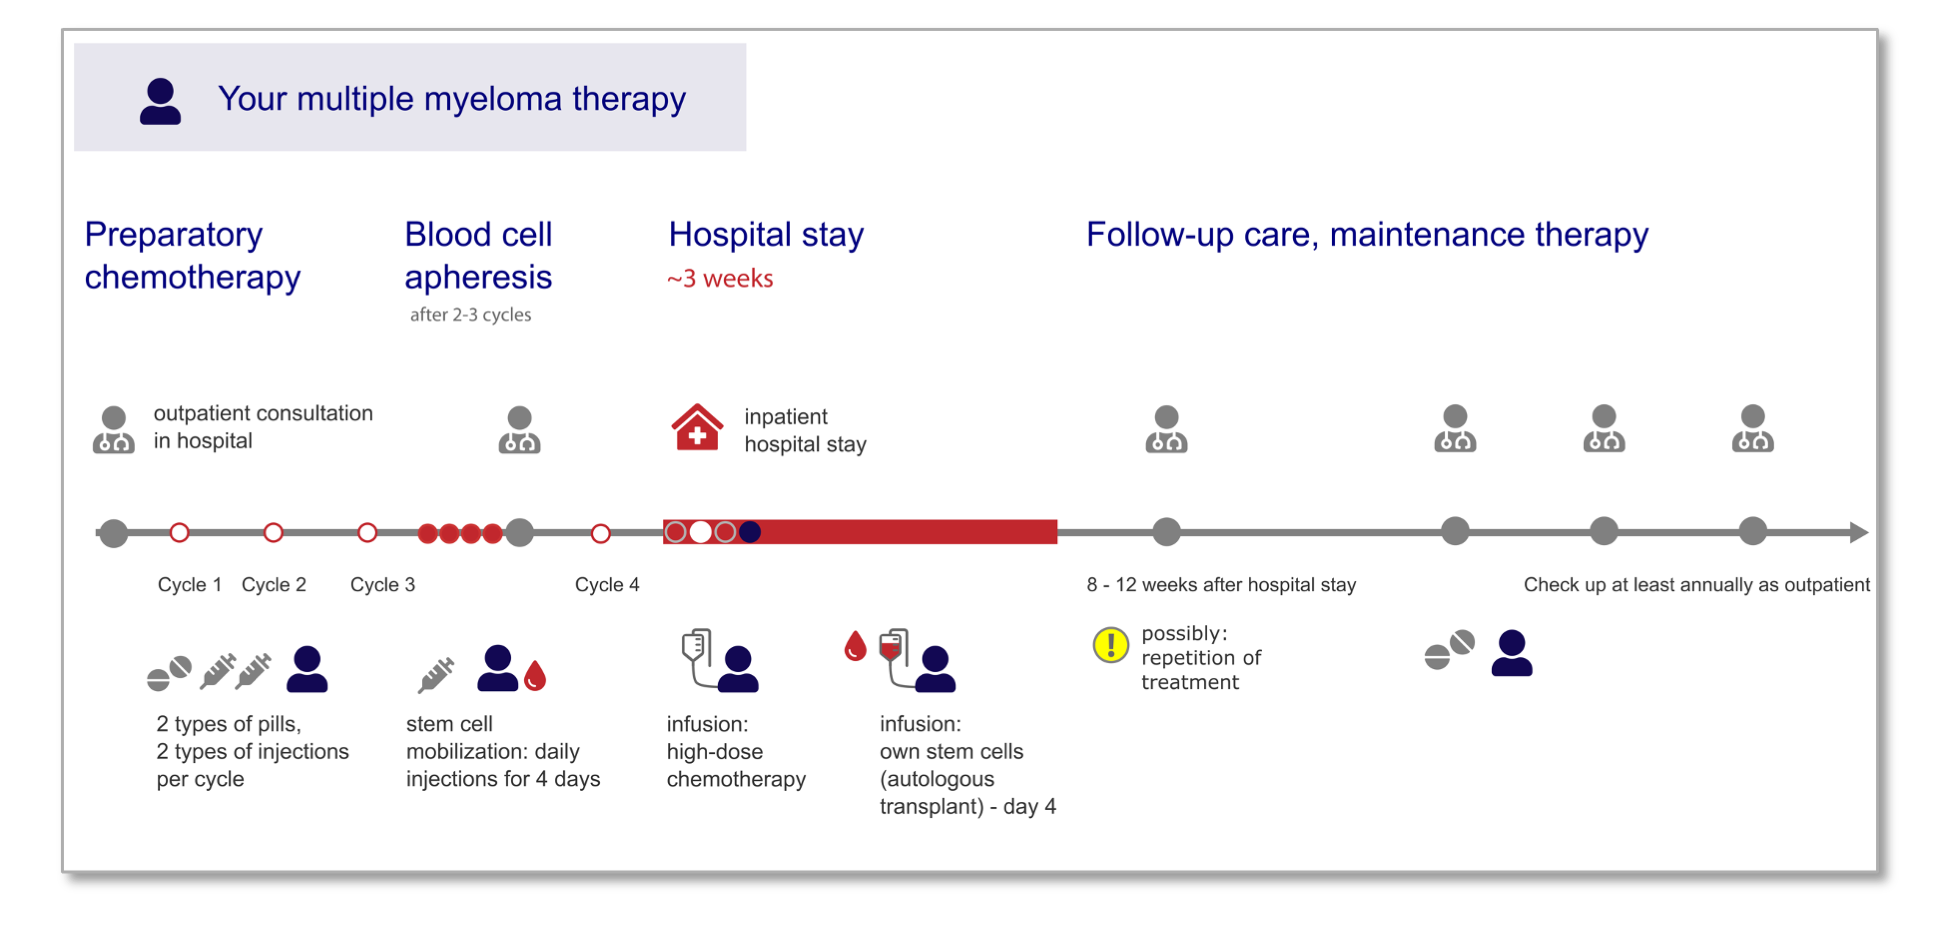 Your multiple myeloma therapy
Preparatory
chemotherapy
Blood cell
apheresis
after 2-3 cycles
Hospital stay
~3 weeks
Follow-up care, maintenance therapy
outpatient consultation
in hospital
inpatient
hospital stay
Cycle 1
Cycle 2
Cycle 3
Cycle 4
8 - 12 weeks after hospital stay
Check up at least annually as outpatient
2 types of pills,
2 types of injections
per cycle
stem cell
mobilization: daily
injections for 4 days
infusion:
high-dose
chemotherapy
infusion:
own stem cells
(autologous
transplant) - day 4
possibly:
repetition of
treatment